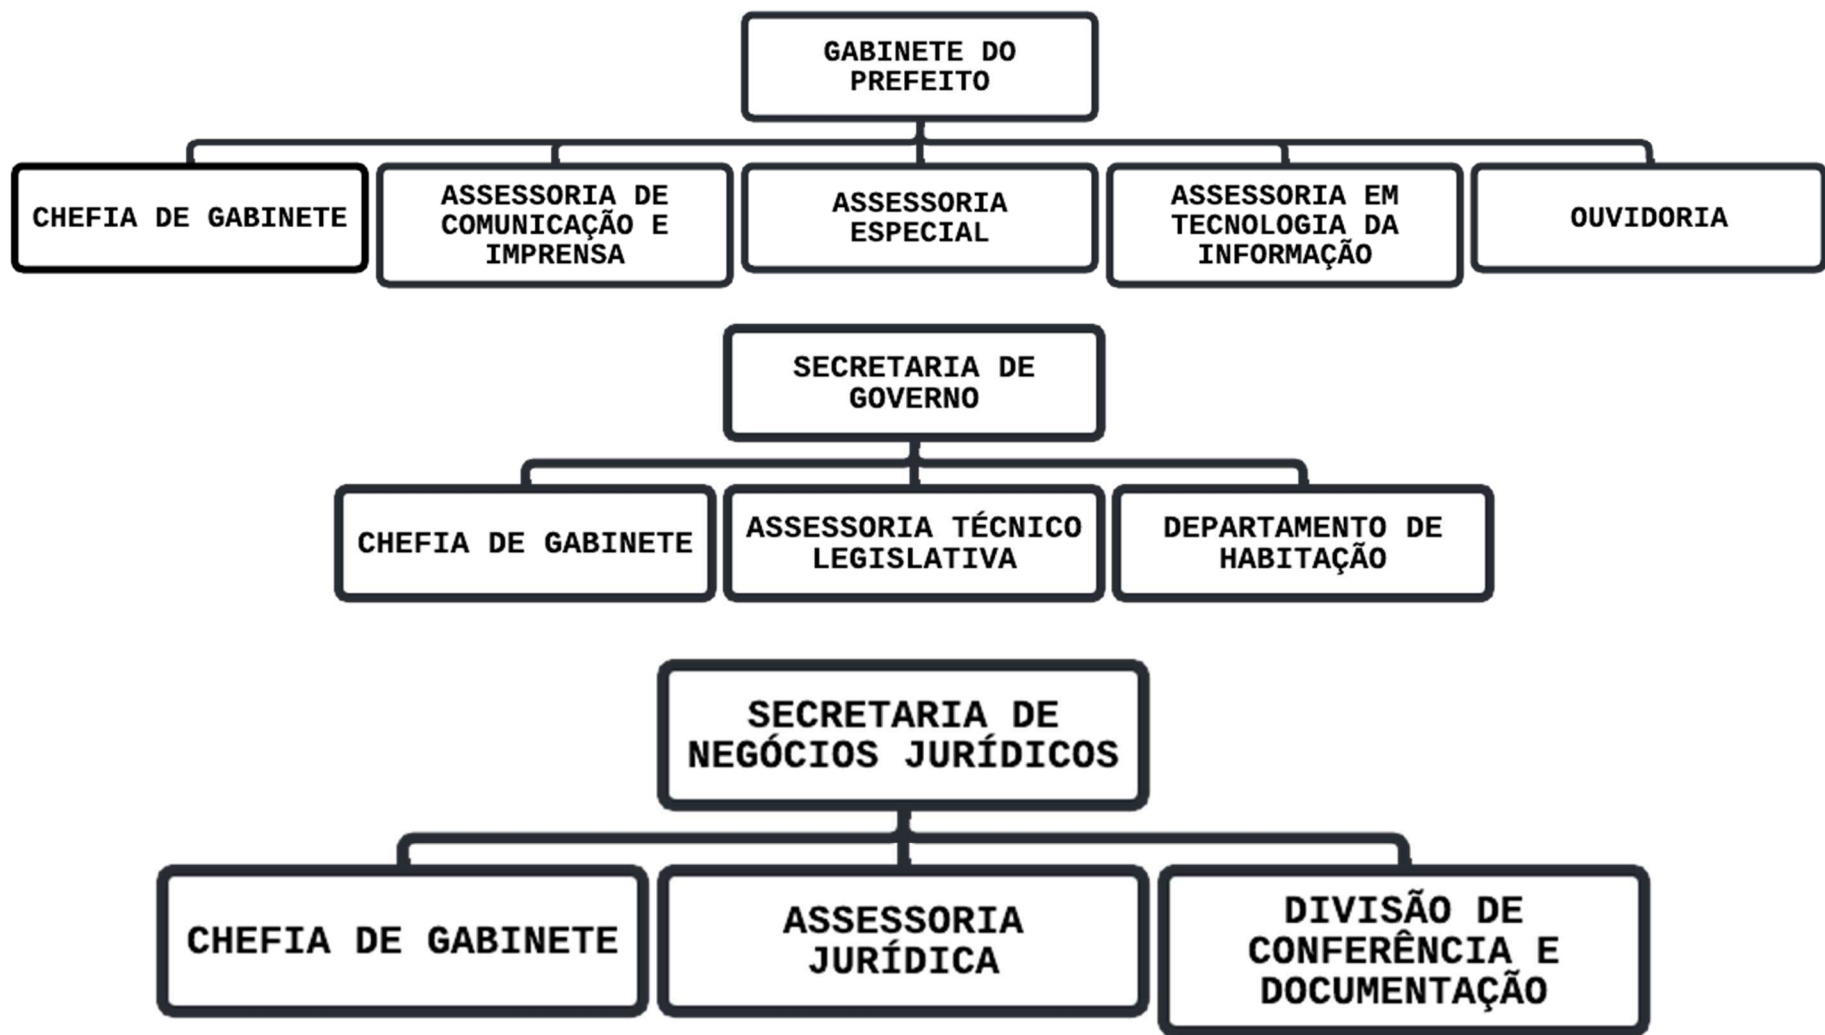 GABINETE DO
PREFEITO
CHEFIA DE GABINETE
ASSESSORIA DE
COMUNICAÇÃO E
IMPRENSA
ASSESSORIA
ESPECIAL
ASSESSORIA EM
TECNOLOGIA DA
INFORMAÇÃO
OUVIDORIA
SECRETARIA DE
GOVERNO
CHEFIA DE GABINETE
ASSESSORIA TÉCNICO
LEGISLATIVA
DEPARTAMENTO DE
HABITAÇÃO
SECRETARIA DE
NEGÓCIOS JURÍDICOS
CHEFIA DE GABINETE
ASSESSORIA
JURÍDICA
DIVISÃO DE
CONFERÊNCIA E
DOCUMENTAÇÃO